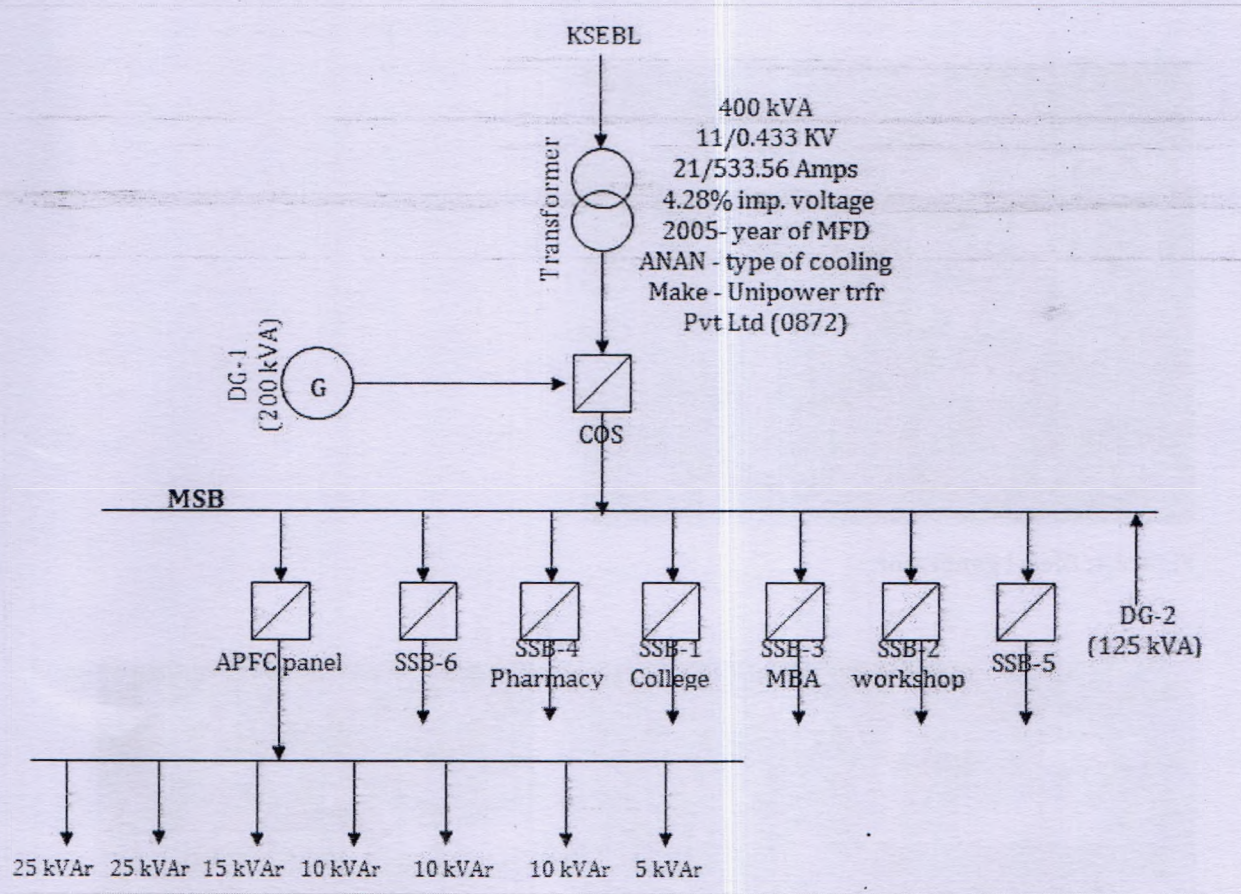 KSEBL
Transformer
400 kVA
11/0.433 KV
21/533.56 Amps
4.28% imp. voltage
2005- year of MFD
ANAN - type of cooling
Make - Unipower trfr
Pvt Ltd (0872)
DG-1
(200 kVA)
G
COS
MSB
APFC panel
SSB-6
SSB-4
Pharmacy
SSB-1
College
SSB-3
MBA
SSB-2
workshop
SSB-5
DG-2
(125 kVA)
25 kVAr
25 kVAr
15 kVAr
10 kVAr
10 kVAr
10 kVAr
5 kVAr